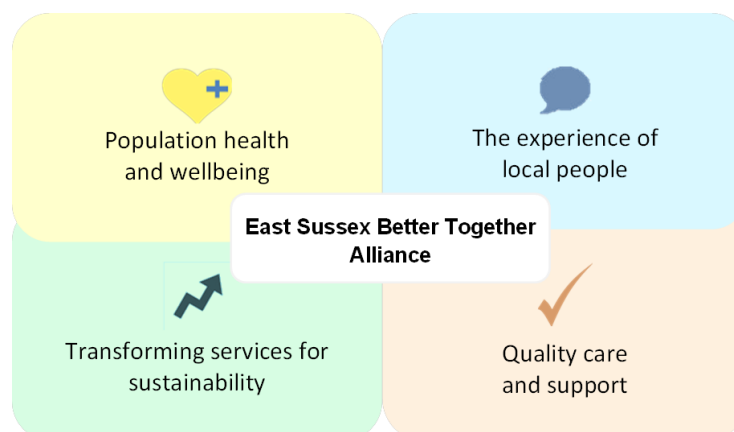 Population health
and wellbeing
The experience of
local people
East Sussex Better Together
Alliance
Transforming services for
sustainability
Quality care
and support